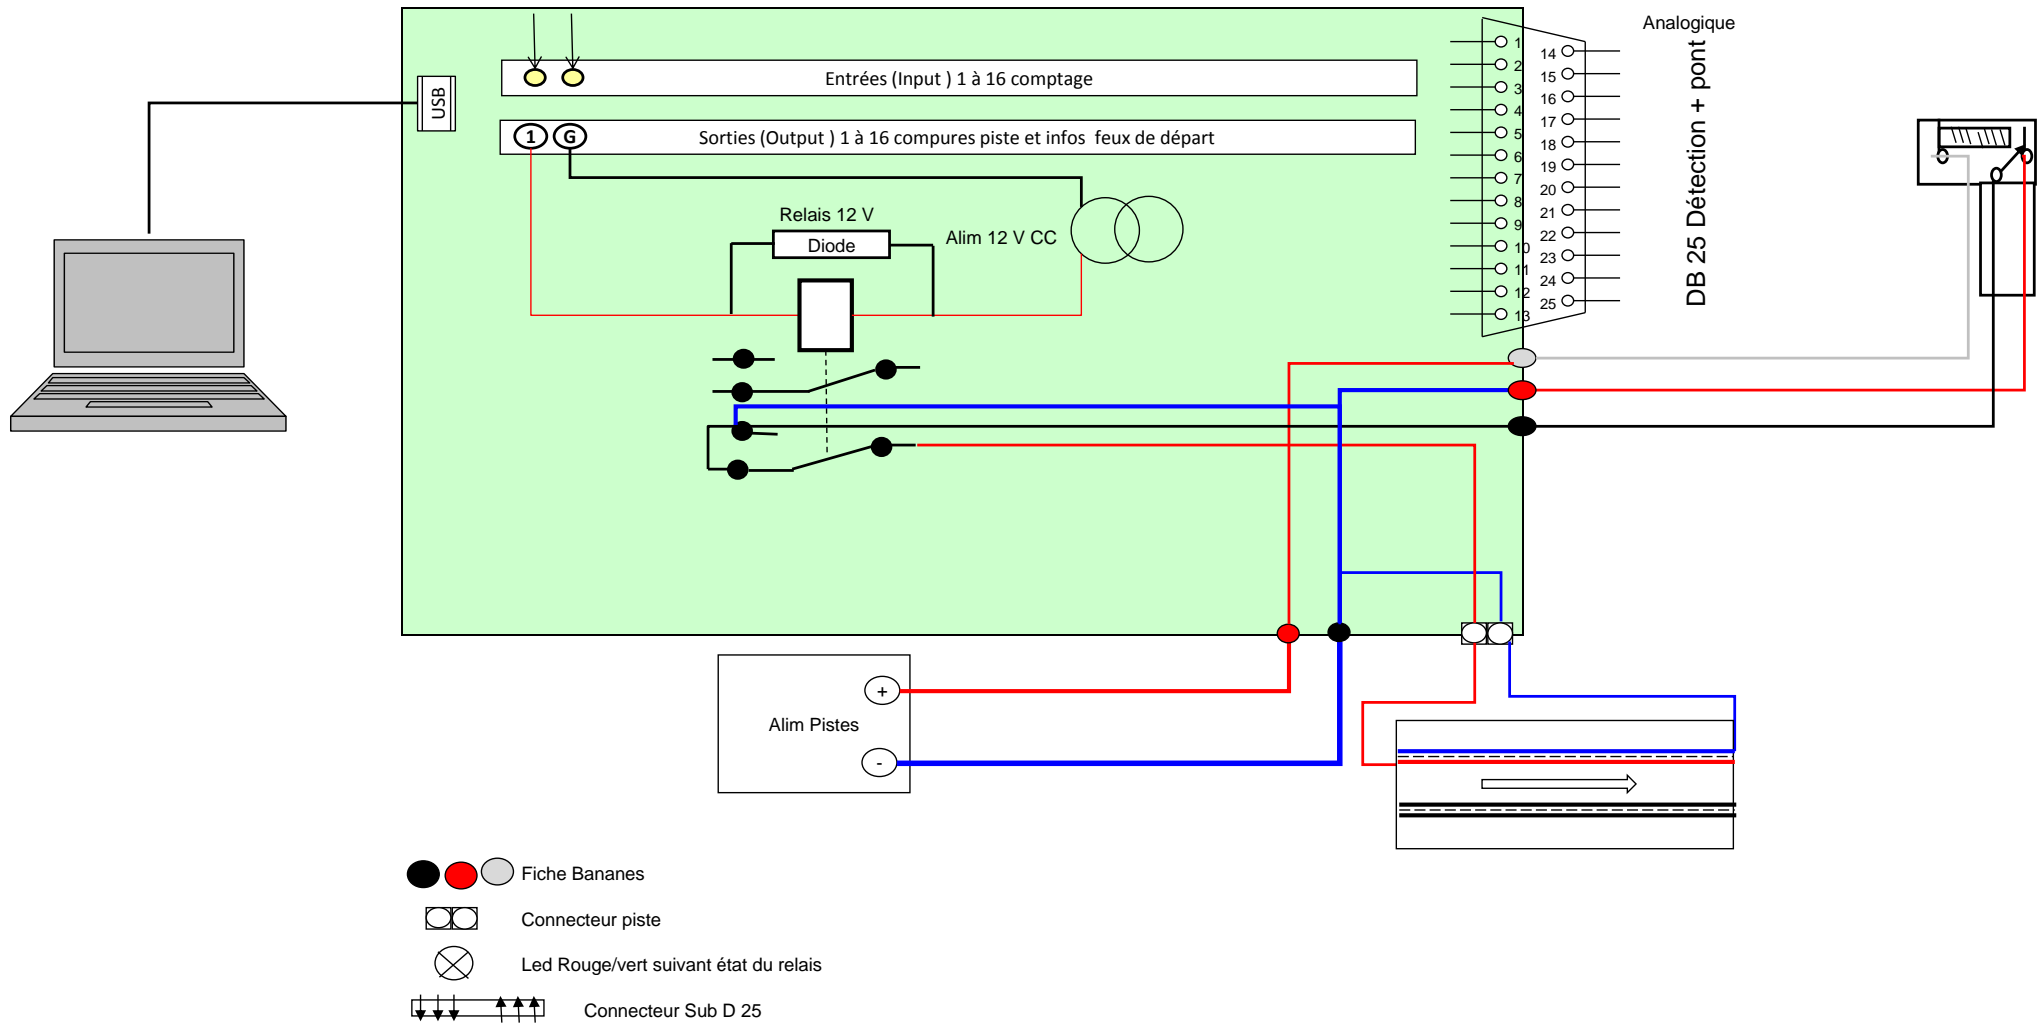 Analogique
Entrées (Input ) 1 à 16 comptage
USB
1 G
Sorties (Output ) 1 à 16 compures piste et infos feux de départ
Relais 12 V
Diode
Alim 12 V CC
1
2
3
4
5
6
7
8
9
10
11
12
13
14
15
16
17
18
19
20
21
22
23
24
25
DB 25 Détection + pont
+
Alim Pistes
-
Fiche Bananes
Connecteur piste
Led Rouge/vert suivant état du relais
Connecteur Sub D 25